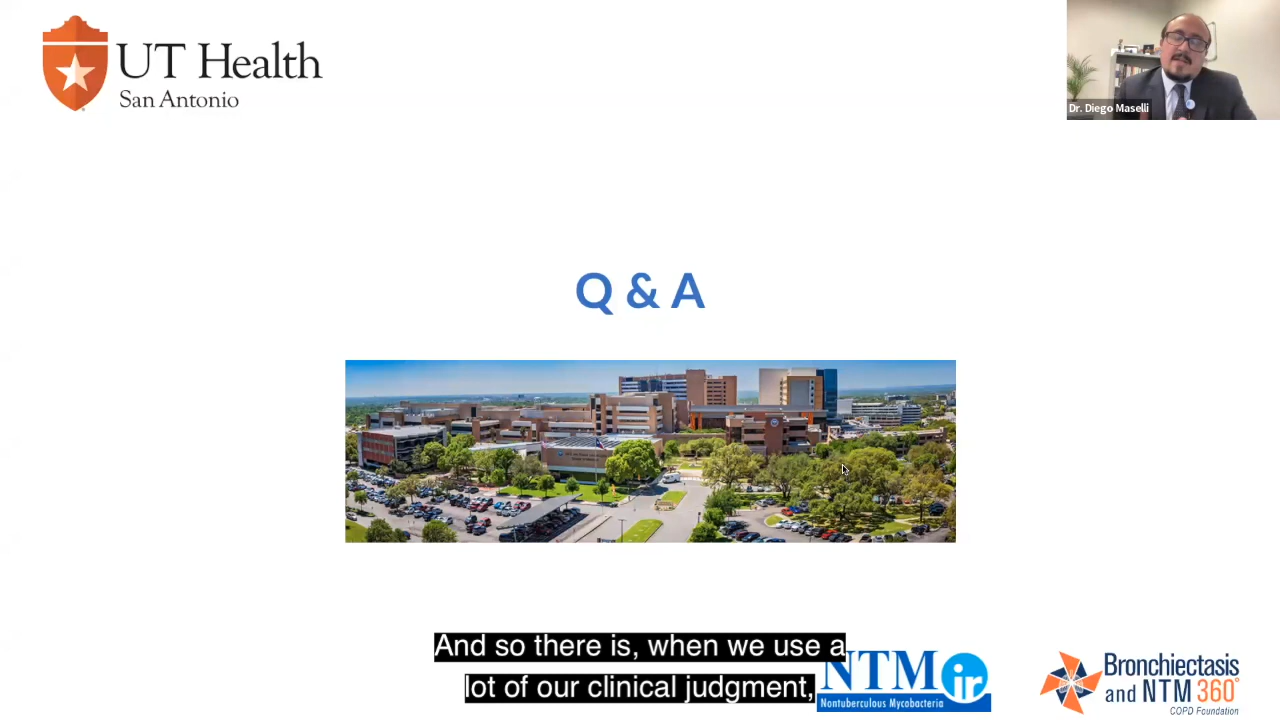 UT Health
San Antonio
Dr. Diego Maselli
Q & A
And so there is, when we use a
lot of our clinical judgment,
NTMir
Nontuberculous Mycobacteria
Bronchiectasis
and NTM 360°
COPD Foundation